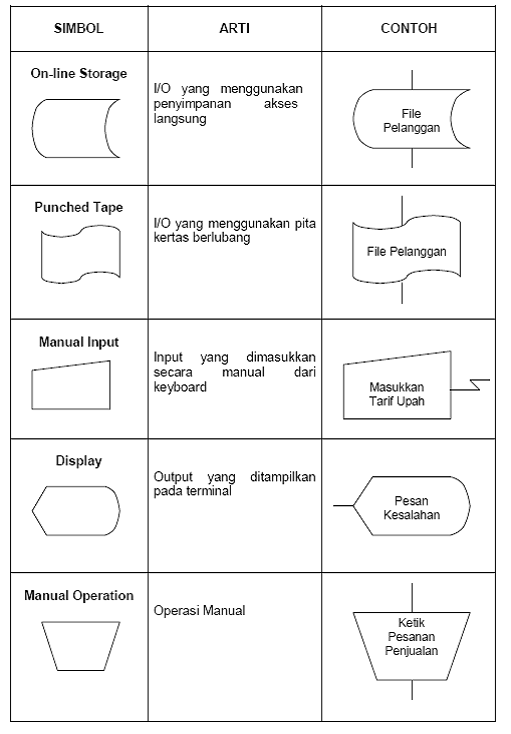 SIMBOL ARTI CONTOH
On-line Storage
I/O yang menggunakan
penyimpanan akses
langsung
File
Pelanggan
Punched Tape
I/O yang menggunakan pita
kertas berlubang
File Pelanggan
Manual Input
Input yang dimasukkan
secara manual dari
keyboard
Masukkan
Tarif Upah
Display
Output yang ditampilkan
pada terminal
Pesan
Kesalahan
Manual Operation
Operasi Manual
Ketik
Pesanan
Penjualan